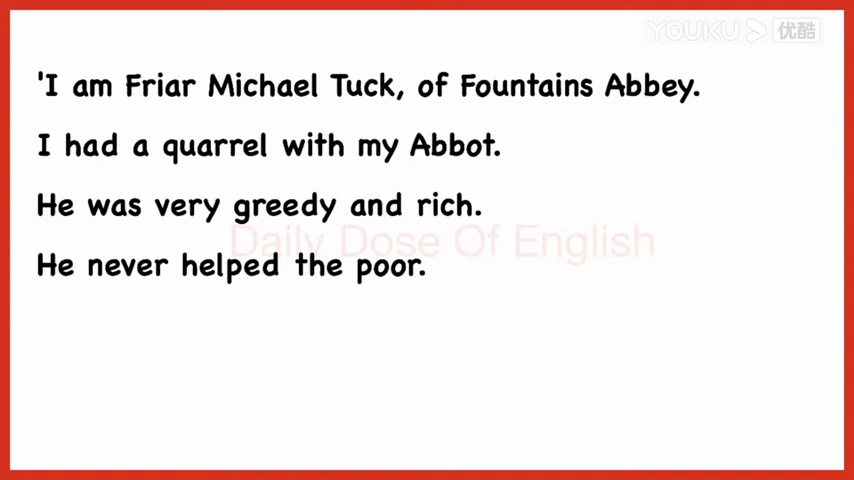 YOUKU 优酷
'I am Friar Michael Tuck, of Fountains Abbey.
I had a quarrel with my Abbot.
He was very greedy and rich.
Daily Dose Of English
He never helped the poor.